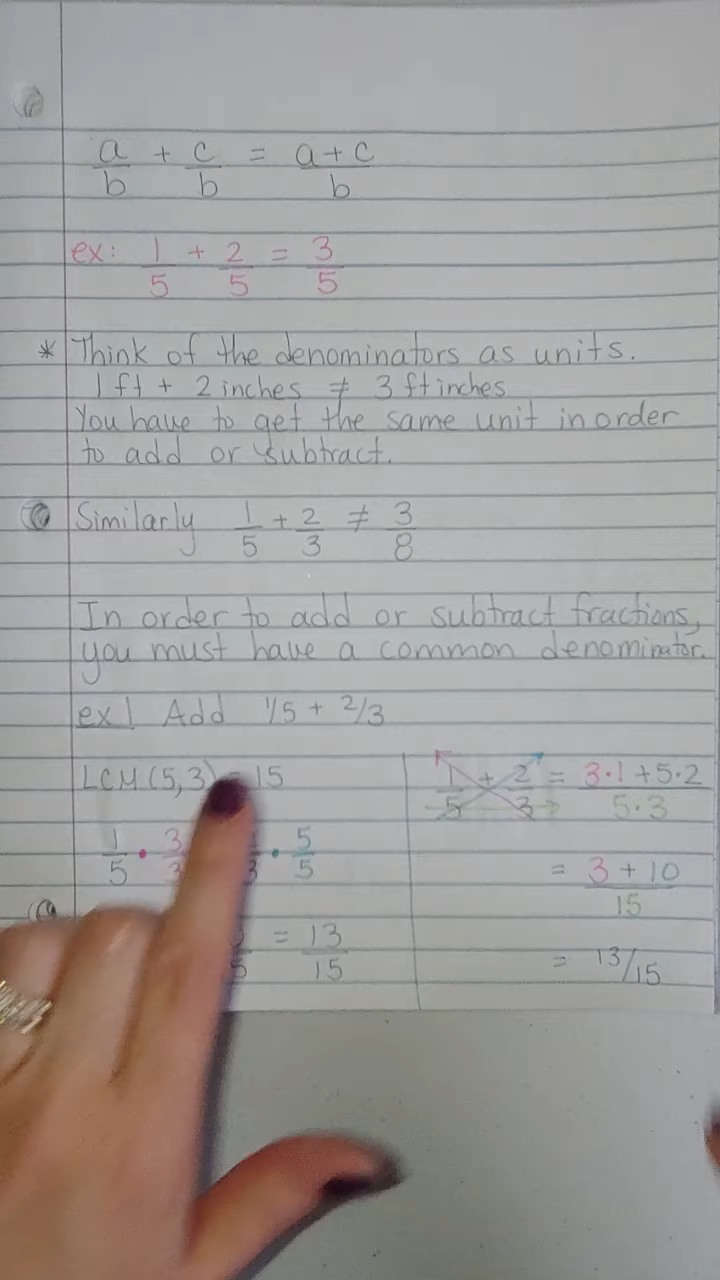 a/b + c/b = a+c/b
ex: 1/5 + 2/5 = 3/5
* Think of the denominators as units.
1 ft + 2 inches ≠ 3 ft inches
You have to get the same unit in order
to add or subtract.
Similarly 1/5 + 2/3 ≠ 3/8
In order to add or subtract fractions,
you must have a common denominator.
ex 1 Add 1/5 + 2/3
LCM (5,3) = 15
1/5 • 3/3 /3 • 5/5
/5 = 13/15
1/5 + 2/3 = 3•1 + 5•2/5•3
= 3 + 10/15
= 13/15